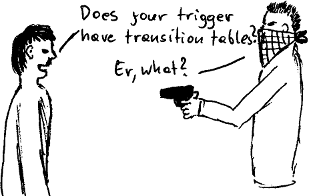 Does your trigger
have transition tables?
Er, what?